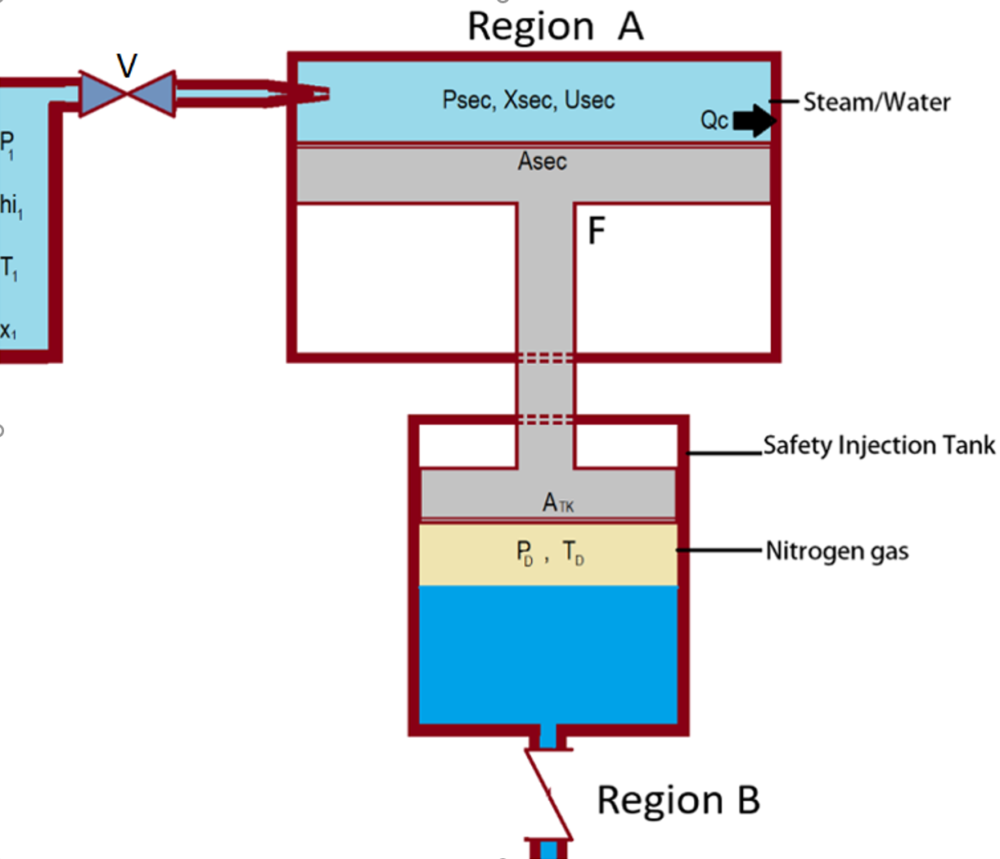 Region A
V
Psec, Xsec, Usec
Steam/Water
Qc
P1
Asec
hi1
F
T1
x1
Safety Injection Tank
ATK
PD , TD
Nitrogen gas
Region B